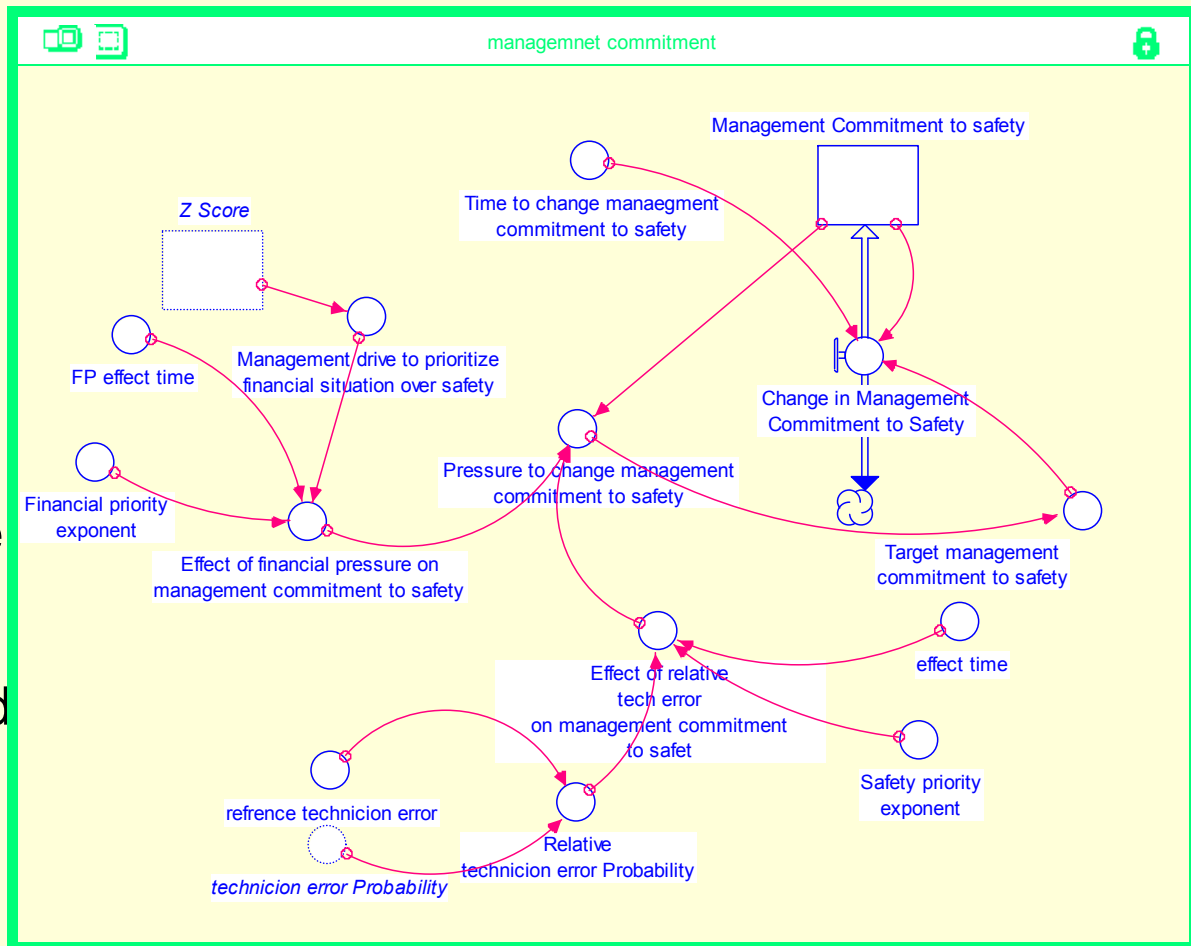 managemnet commitment
Management Commitment to safety
Time to change manaegment
commitment to safety
Z Score
FP effect time
Management drive to prioritize
financial situation over safety
Change in Management
Commitment to Safety
Pressure to change management
commitment to safety
Financial priority
exponent
e
Effect of financial pressure on
management commitment to safety
Target management
commitment to safety
effect time
Effect of relative
tech error
on management commitment
to safet
d
Safety priority
exponent
refrence technicion error
Relative
technicion error Probability
technicion error Probability